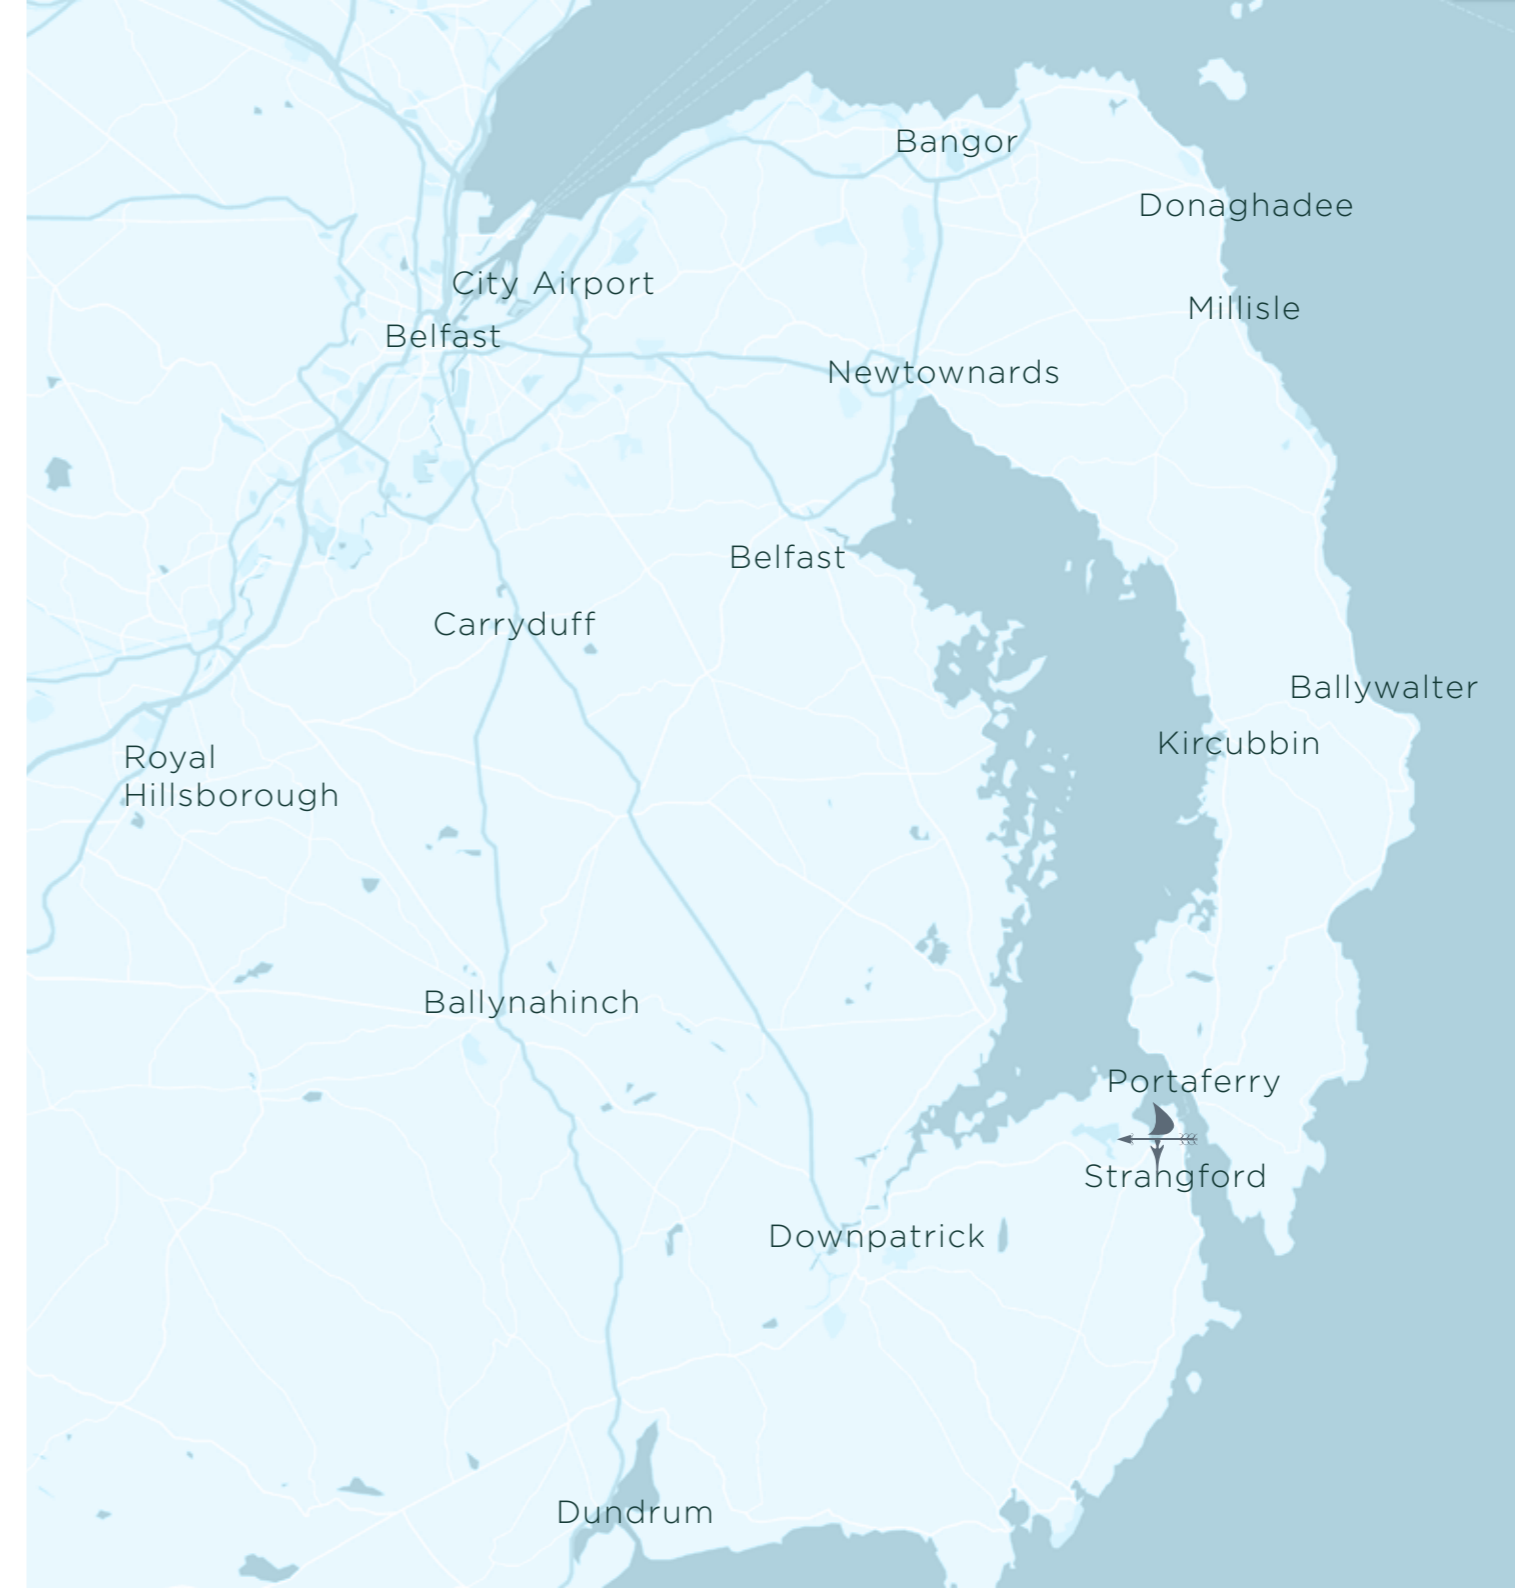 Bangor
Donaghadee
City Airport
Millisle
Belfast
Newtownards
Belfast
Carryduff
Ballywalter
Kircubbin
Royal
Hillsborough
Ballynahinch
Portaferry
Strangford
Downpatrick
Dundrum